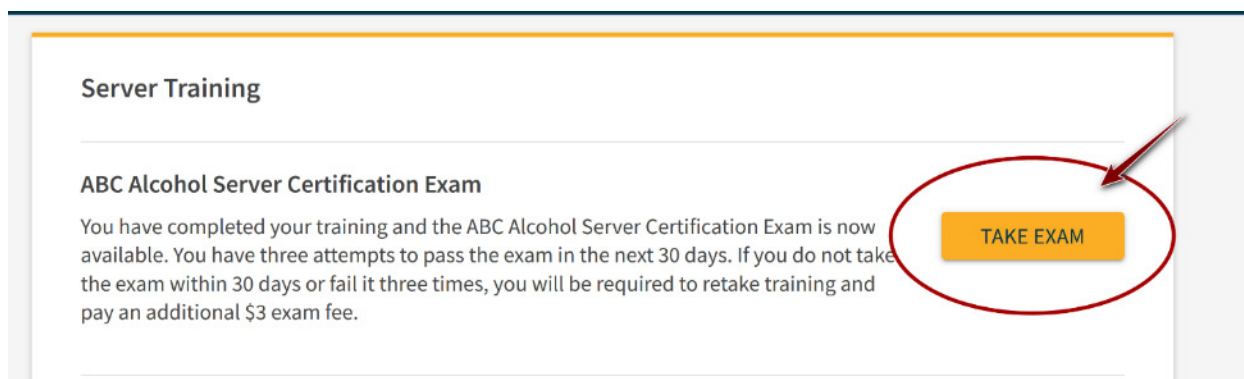 Server Training
ABC Alcohol Server Certification Exam
You have completed your training and the ABC Alcohol Server Certification Exam is now
available. You have three attempts to pass the exam in the next 30 days. If you do not take
the exam within 30 days or fail it three times, you will be required to retake training and
pay an additional $3 exam fee.
TAKE EXAM